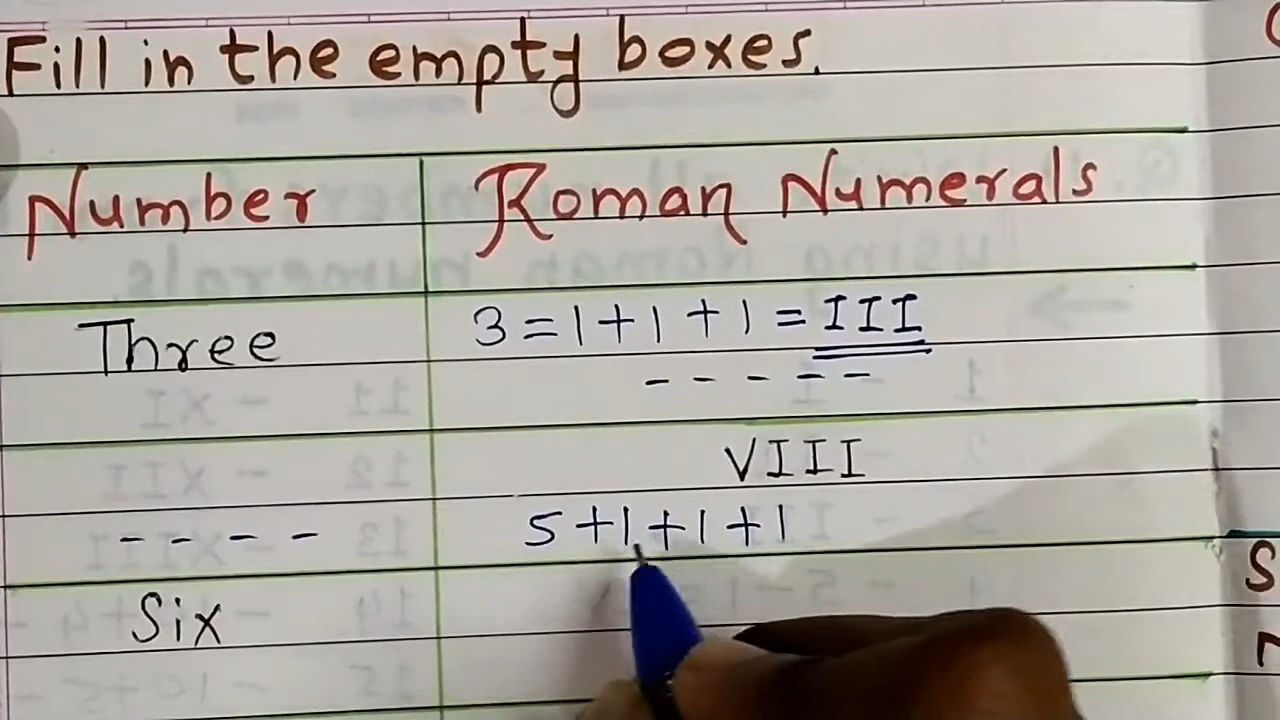 Fill in the empty boxes.
Number Roman Numerals
Three 3=1+1+1=III
- - - - -
VIII
- - - - 5+1+1+1
Six